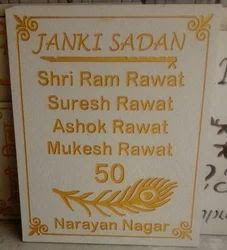 JANKI SADAN
Shri Ram Rawat
Suresh Rawat
Ashok Rawat
Mukesh Rawat
50
Narayan Nagar